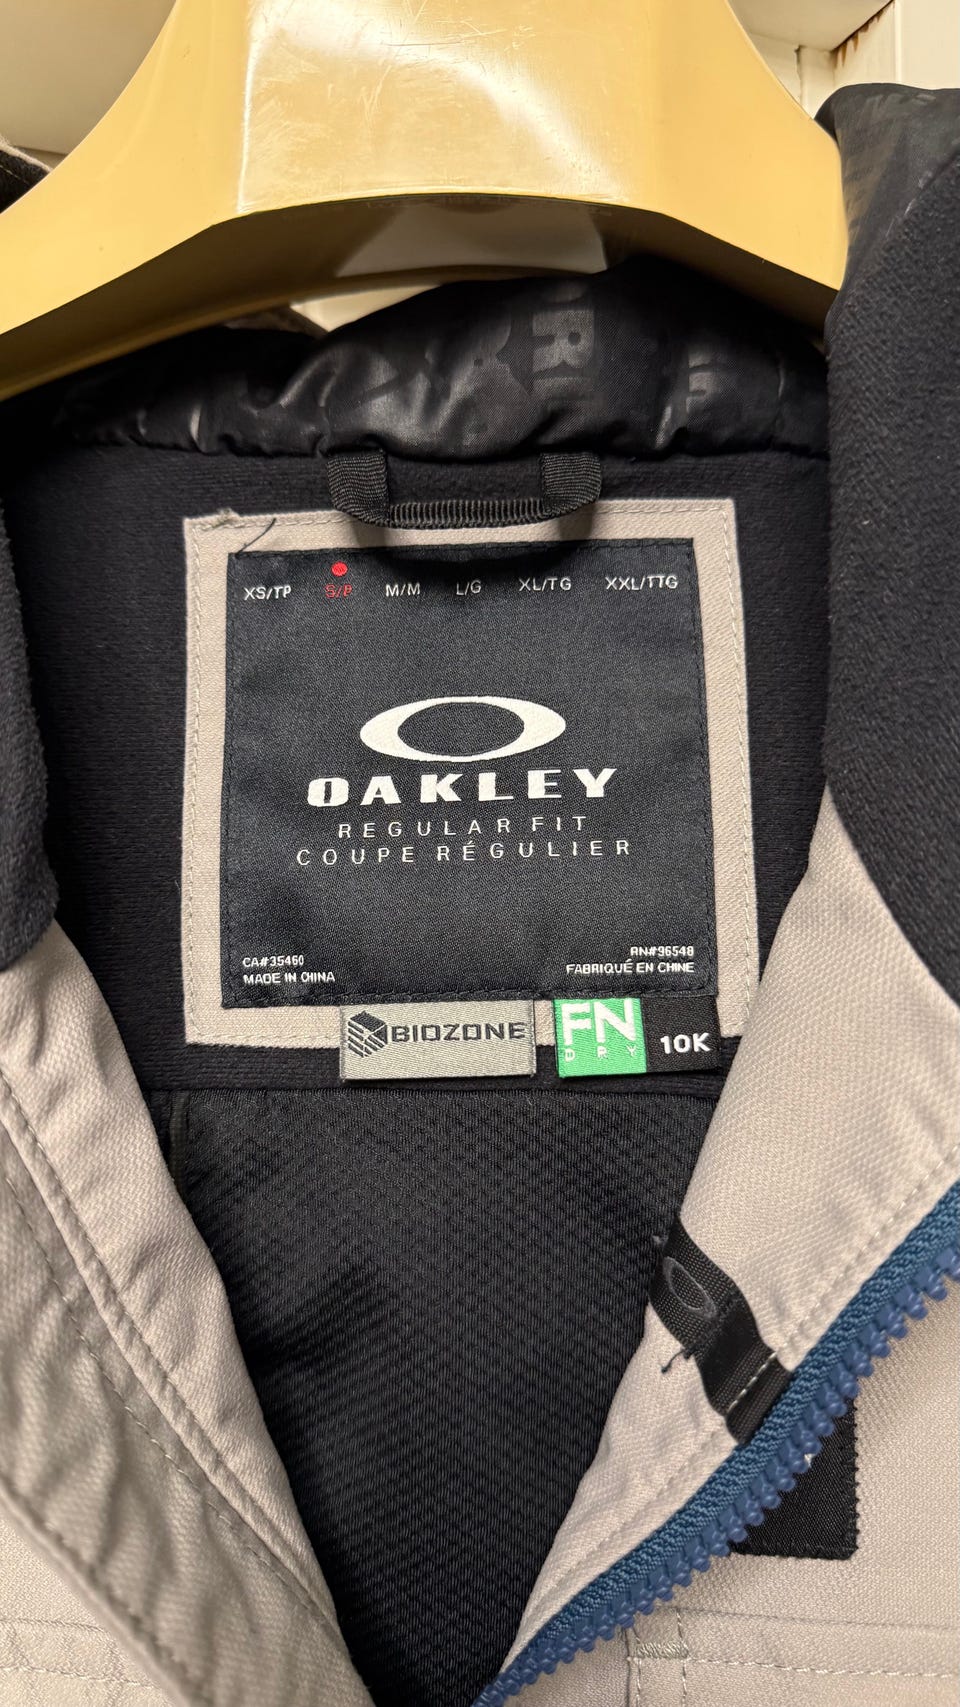 XS/TP S/P M/M L/G XL/TG XXL/TTG
OAKLEY
REGULAR FIT
COUPE RÉGULIER
CA#35460
MADE IN CHINA
RN#96548
FABRIQUÉ EN CHINE
BIOZONE
FN
DRY
10K